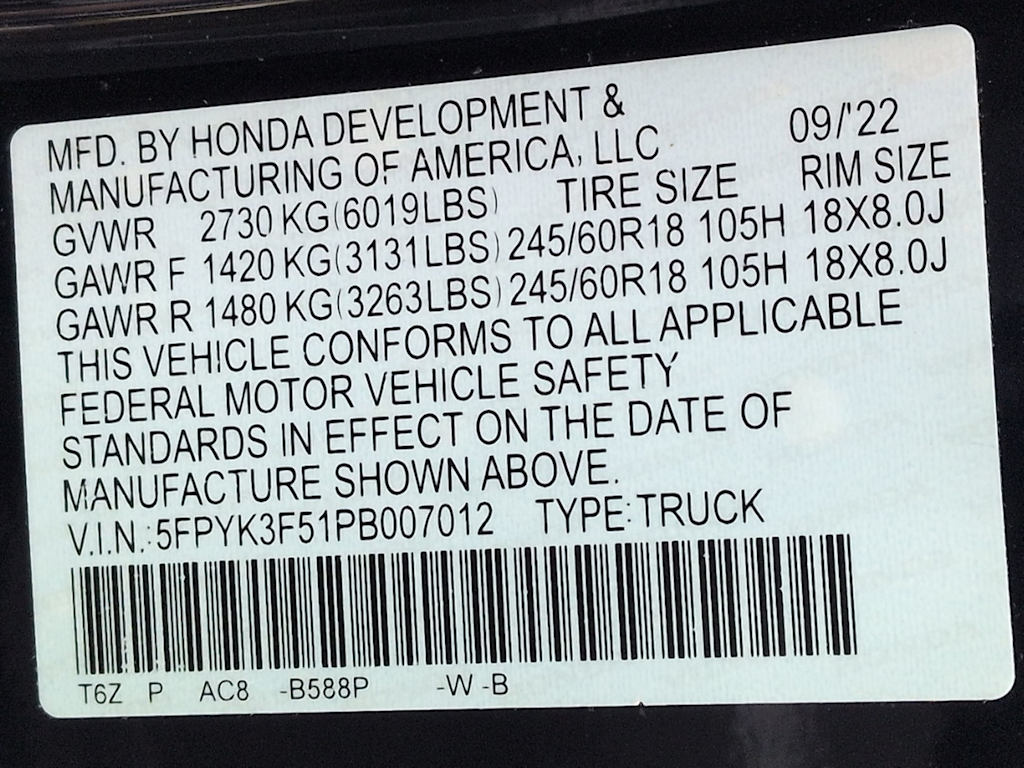 MFD. BY HONDA DEVELOPMENT &
MANUFACTURING OF AMERICA, LLC 09/'22
GVWR 2730 KG(6019LBS) TIRE SIZE RIM SIZE
GAWR F 1420 KG(3131LBS) 245/60R18 105H 18X8.0J
GAWR R 1480 KG(3263LBS) 245/60R18 105H 18X8.0J
THIS VEHICLE CONFORMS TO ALL APPLICABLE
FEDERAL MOTOR VEHICLE SAFETY
STANDARDS IN EFFECT ON THE DATE OF
MANUFACTURE SHOWN ABOVE.
V.I.N.:5FPYK3F51PB007012 TYPE:TRUCK
T6Z P AC8 -B588P -W -B